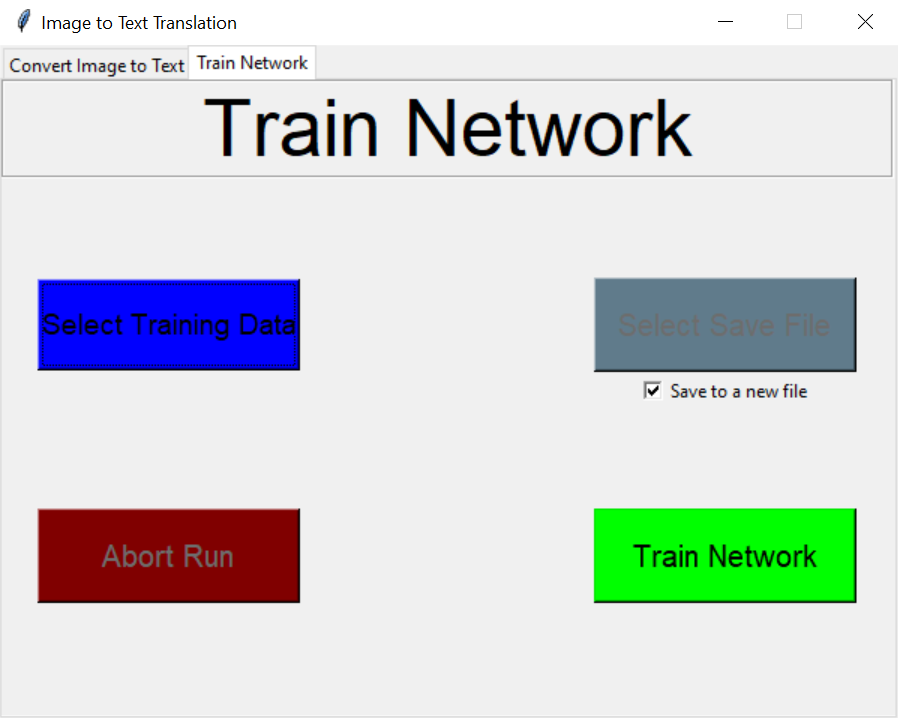 Image to Text Translation
Convert Image to Text
Train Network
Train Network
Select Training Data
Select Save File
Save to a new file
Abort Run
Train Network